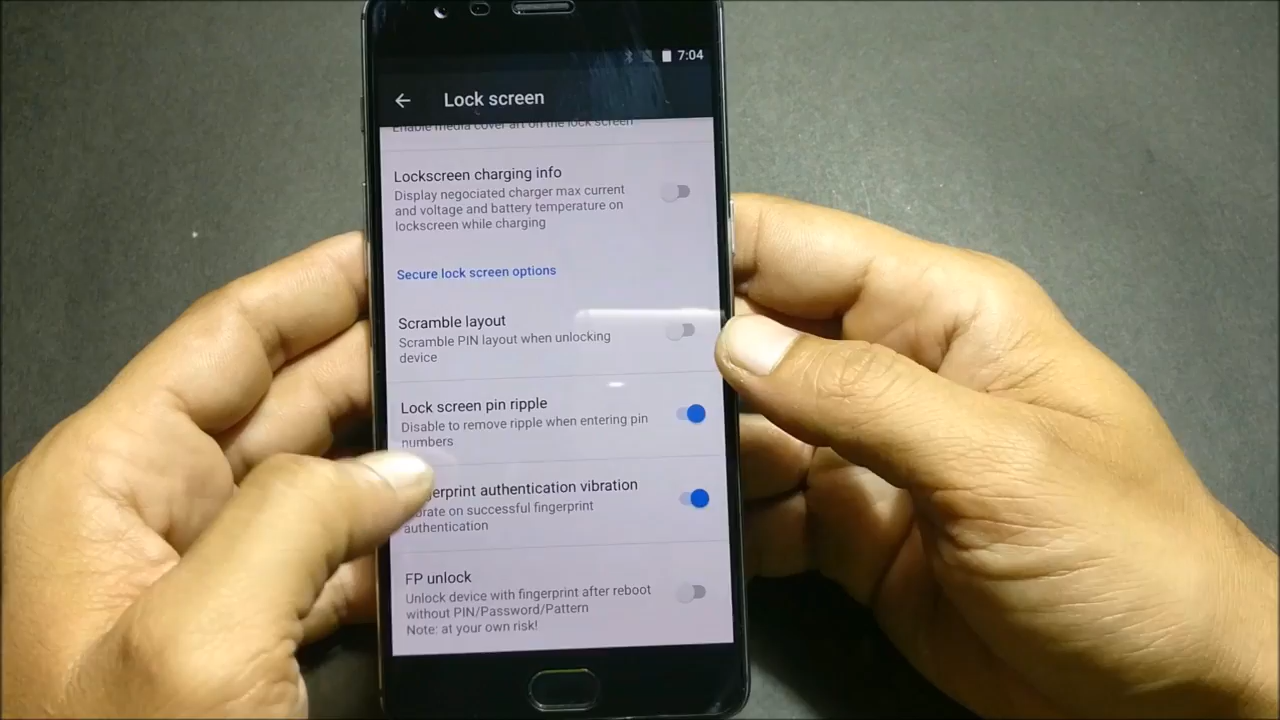 7:04
Lock screen
Enable media cover art on the lock screen
Lockscreen charging info
Display negociated charger max current
and voltage and battery temperature on
lockscreen while charging
Secure lock screen options
Scramble layout
Scramble PIN layout when unlocking
device
Lock screen pin ripple
Disable to remove ripple when entering pin
numbers
authentication vibration
on successful fingerprint
authentication
FP unlock
Unlock device with fingerprint after reboot
without PIN/Password/Pattern
Note: at your own risk!